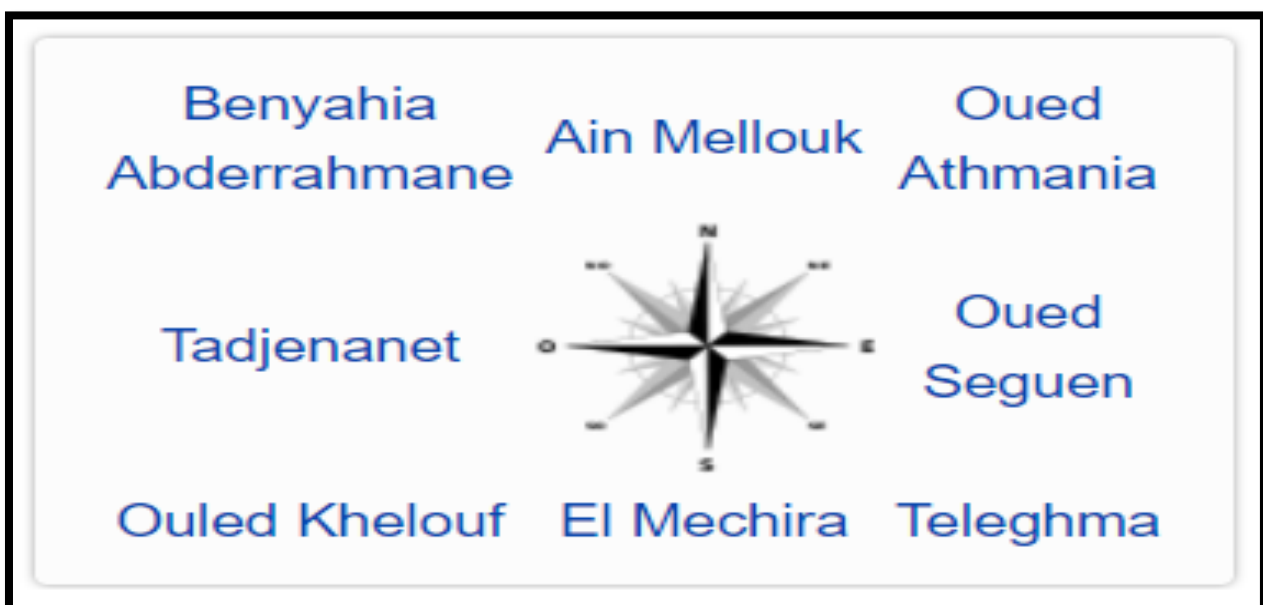 Benyahia
Abderrahmane
Ain Mellouk
Oued
Athmania
N
Tadjenanet
O
E
Oued
Seguen
S
Ouled Khelouf
El Mechira
Teleghma